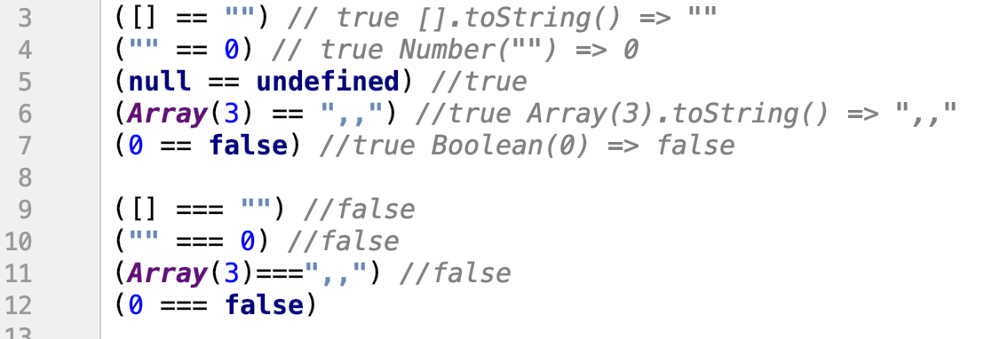 3 ([] == "") // true [].toString() => ""
4 ("" == 0) // true Number("") => 0
5 (null == undefined) //true
6 (Array(3) == ",,") //true Array(3).toString() => ",,"
7 (0 == false) //true Boolean(0) => false
8
9 ([] === "") //false
10 ("" === 0) //false
11 (Array(3)===",,") //false
12 (0 === false)
13